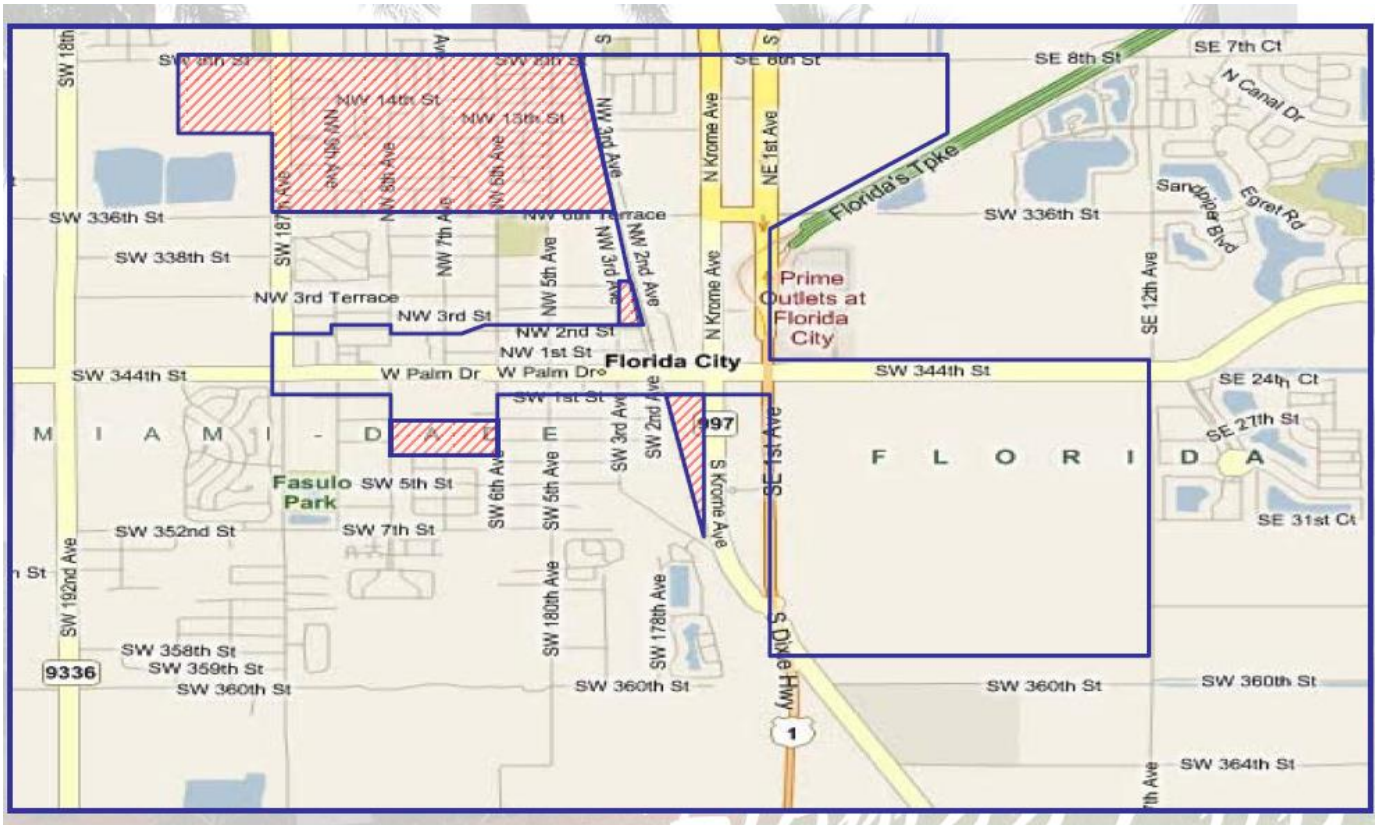 SW 18th
Ave
S
S
SE 7th Ct
SW 8th St
SW 8th St
SE 8th St
SE 8th St
N Canal Dr
NW 14th St
NW 13th St
NW 3rd Ave
N Krome Ave
NE 1st Ave
NW 10th Ave
NW 8th Ave
NW 6th Ave
Florida's Tpke
Sandpiper Blvd
Egret Rd
SW 336th St
SW 187th Ave
NW 6th Terrace
SW 336th St
SW 338th St
NW 7th Ave
NW 5th Ave
NW 3rd Ave
NW 2nd Ave
N Krome Ave
SE 12th Ave
Prime
Outlets at
Florida
City
NW 3rd Terrace
NW 3rd St
NW 2nd St
NW 1st St
Florida City
SW 344th St
W Palm Dr
W Palm Dr
SW 344th St
SE 24th Ct
SW 1st St
SW 3rd Ave
SW 2nd Ave
997
SE 1st Ave
SE 27th St
MIAMI-DADE
FLORIDA
Fasulo
Park
SW 5th St
SW 6th Ave
SW 5th Ave
S Krome Ave
SE 31st Ct
SW 352nd St
SW 7th St
n St
SW 192nd Ave
SW 180th Ave
SW 178th Ave
S Dixie Hwy
SW 358th St
9336
SW 359th St
SW 360th St
SW 360th St
SW 360th St
SW 360th St
1
SW 364th St
7th Ave